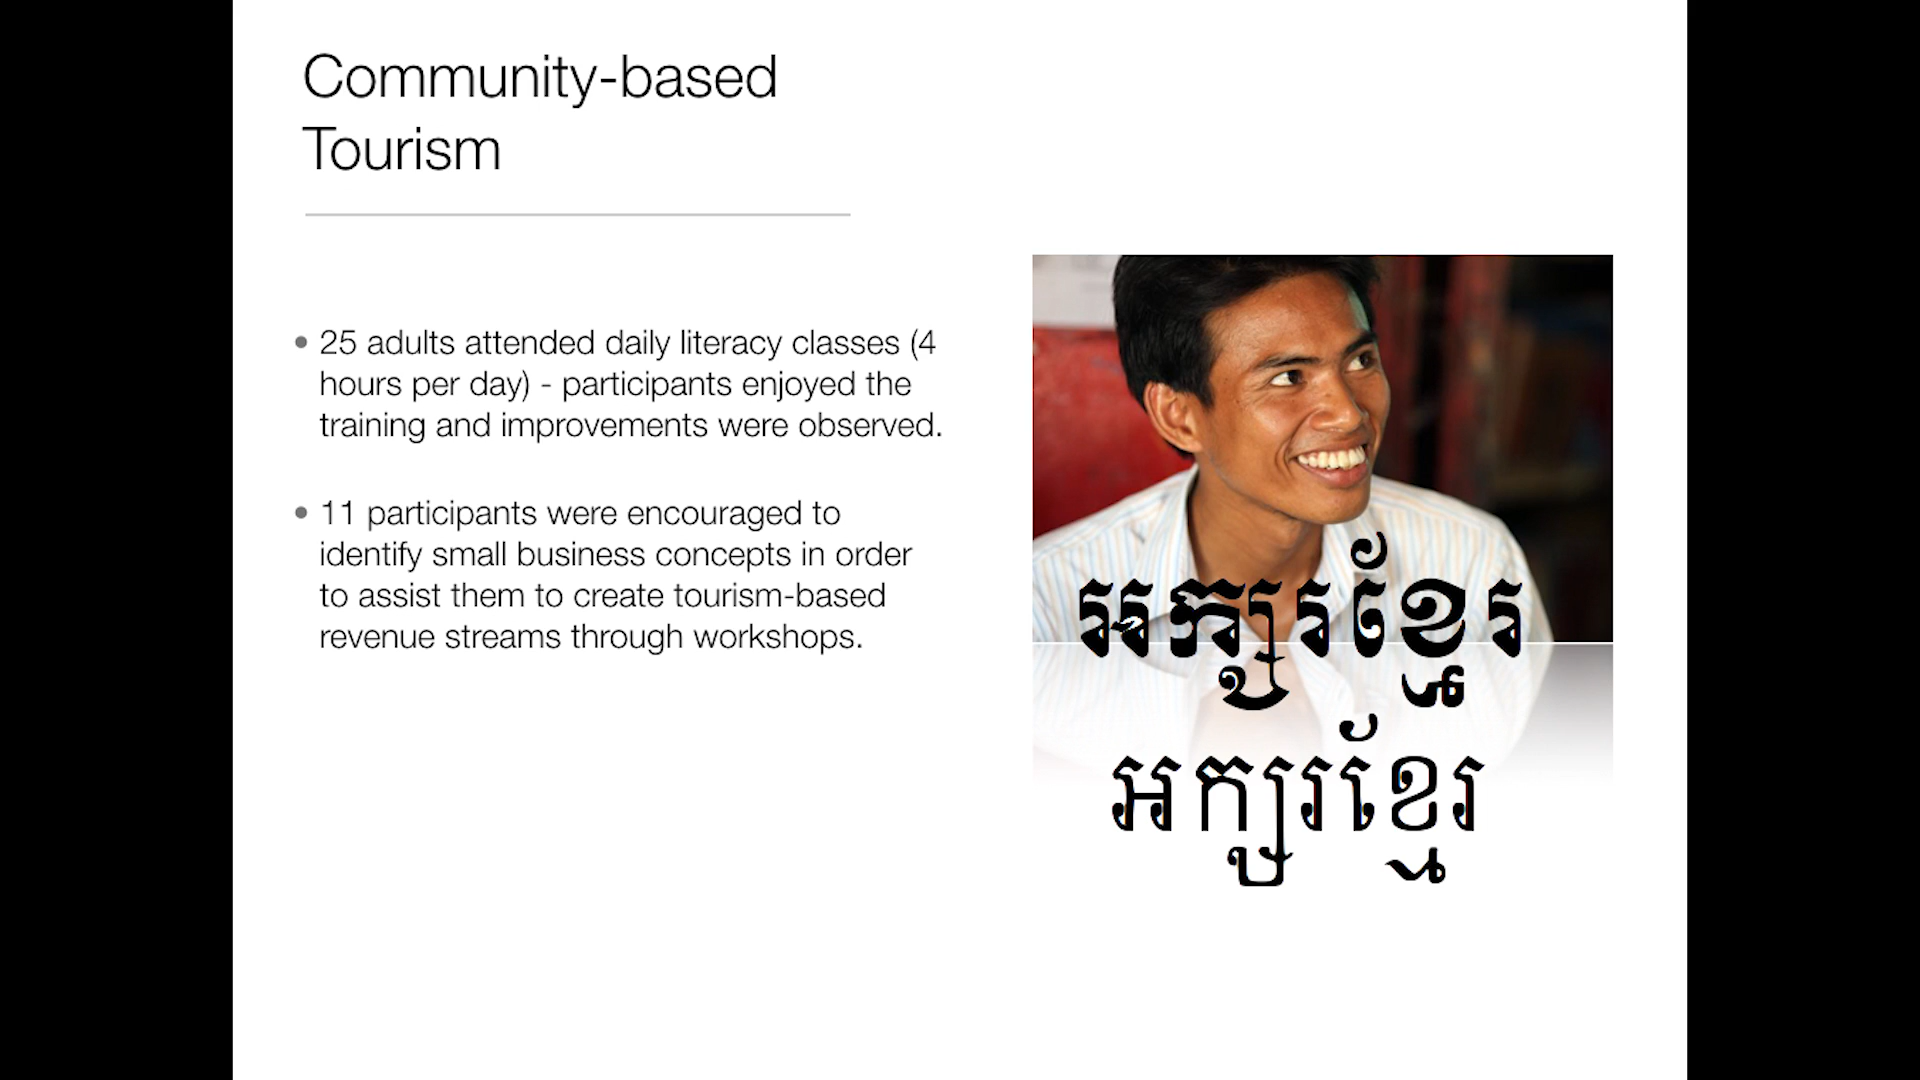 Community-based
Tourism
• 25 adults attended daily literacy classes (4
hours per day) - participants enjoyed the
training and improvements were observed.
• 11 participants were encouraged to
identify small business concepts in order
to assist them to create tourism-based
revenue streams through workshops.
អក្សរខ្មែរ
អក្សរខ្មែរ